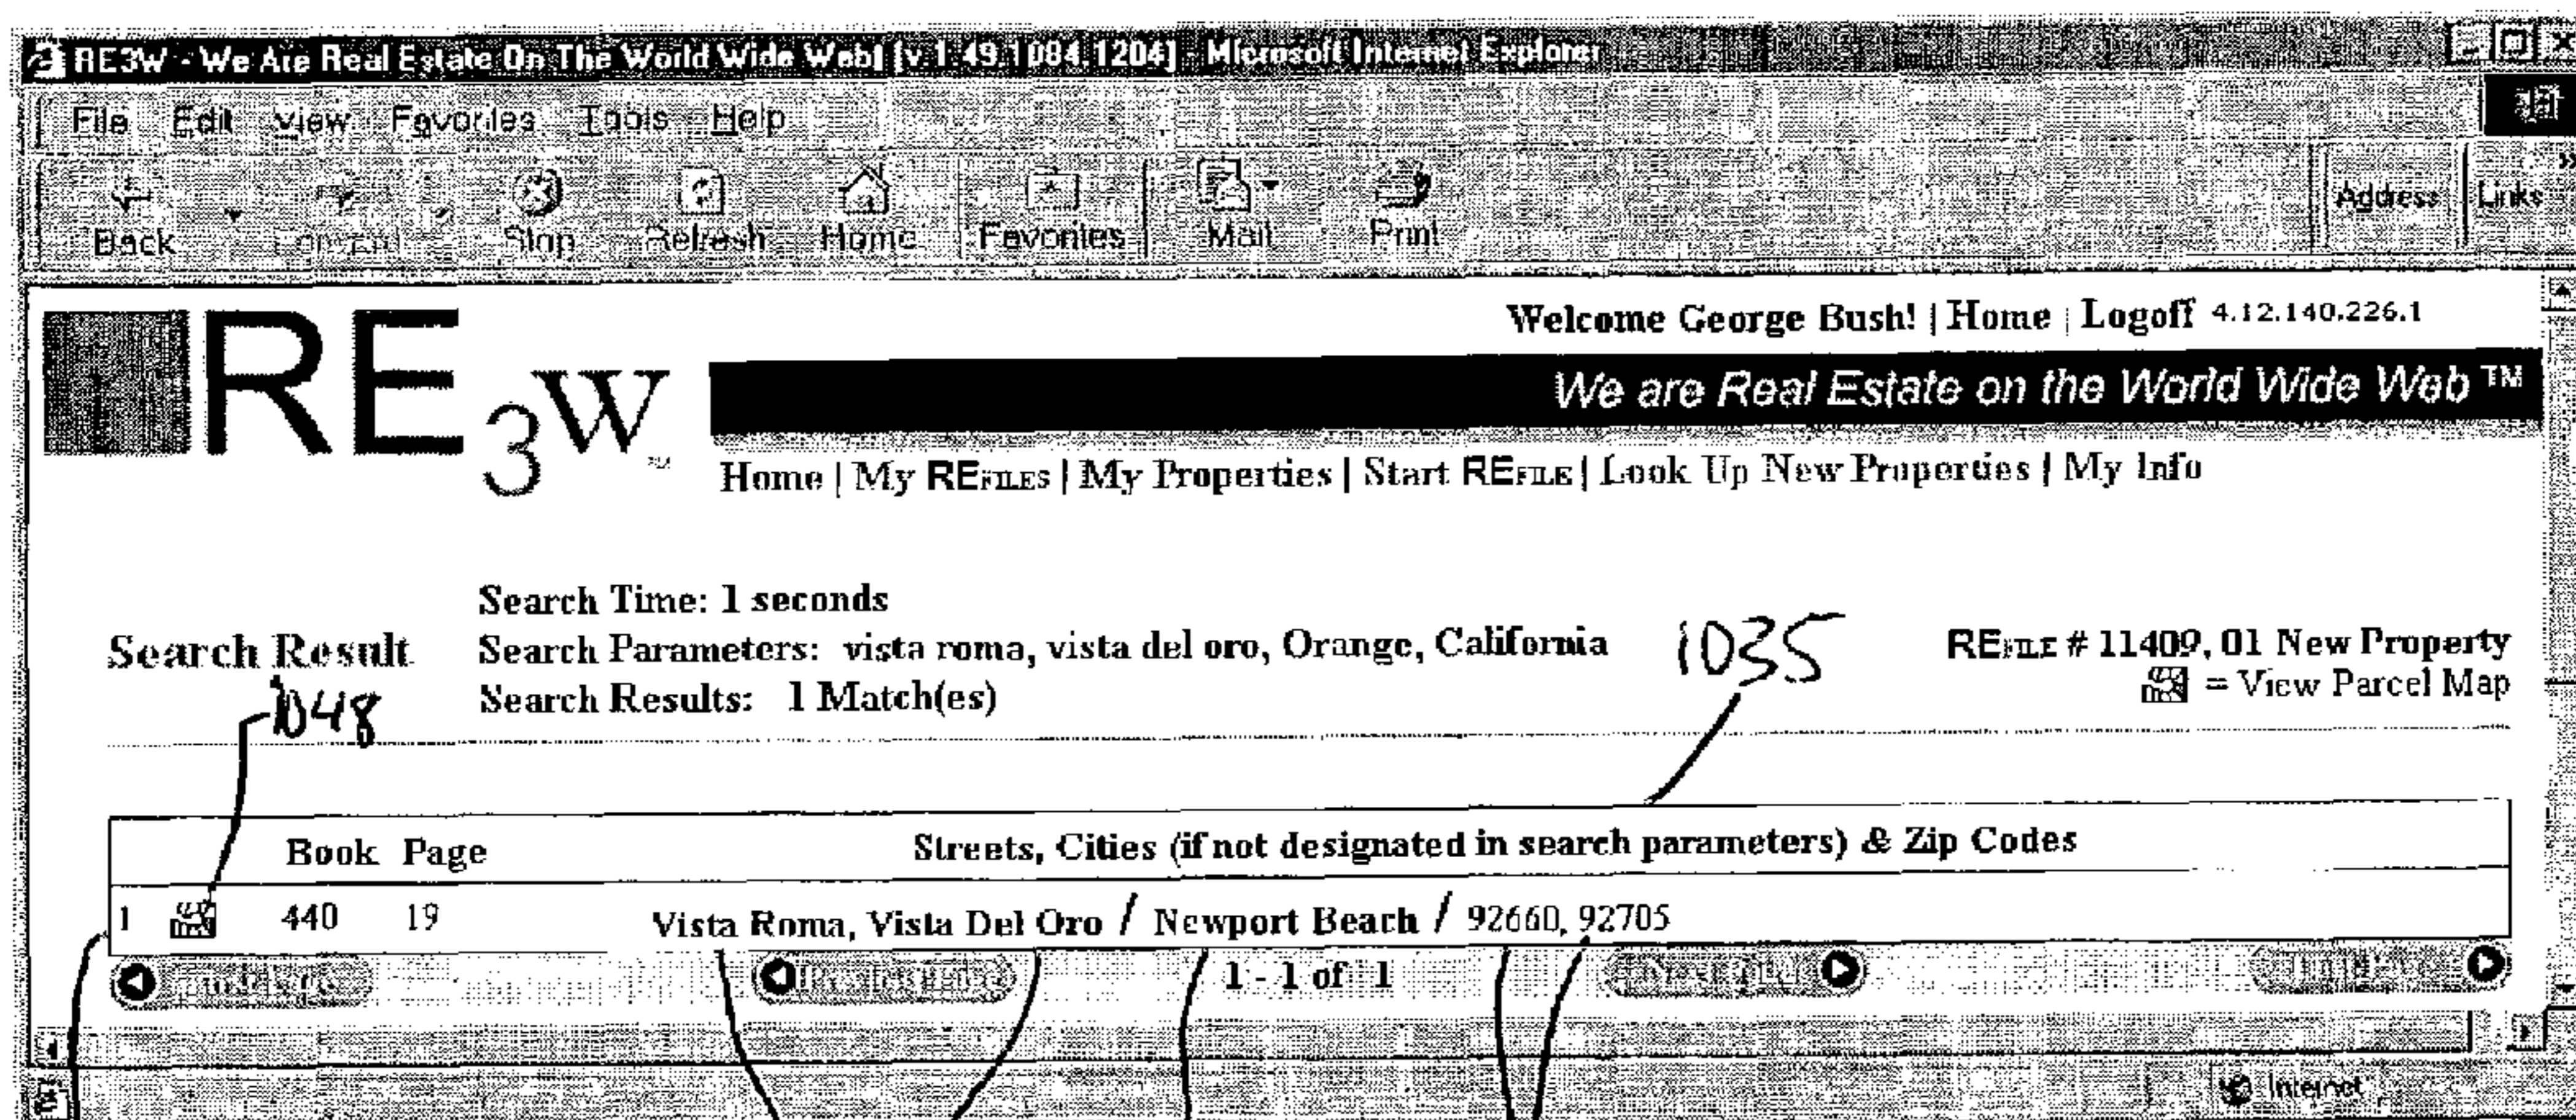 RE3W - We Are Real Estate On The World Wide Web! [v.1.49.1084.1204] - Microsoft Internet Explorer
File Edit View Favorites Tools Help
Back Forward Stop Refresh Home Favorites Mail Print Address Links
Welcome George Bush! | Home | Logoff 4.12.140.226.1
RE3W
We are Real Estate on the World Wide Web™
Home | My REFILES | My Properties | Start REFILE | Look Up New Properties | My Info
Search Time: 1 seconds
Search Result Search Parameters: vista roma, vista del oro, Orange, California 1035 REFILE # 11409, 01 New Property
= View Parcel Map
1048 Search Results: 1 Match(es)
Book Page Streets, Cities (if not designated in search parameters) & Zip Codes
1 440 19 Vista Roma, Vista Del Oro / Newport Beach / 92660, 92705
1 - 1 of 1
Internet